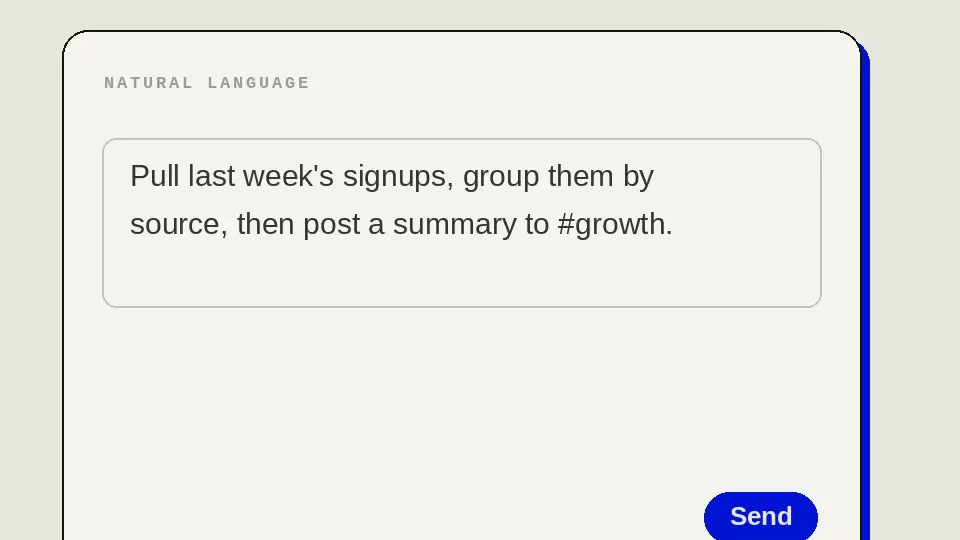 NATURAL LANGUAGE
Pull last week's signups, group them by
source, then post a summary to #growth.
Send